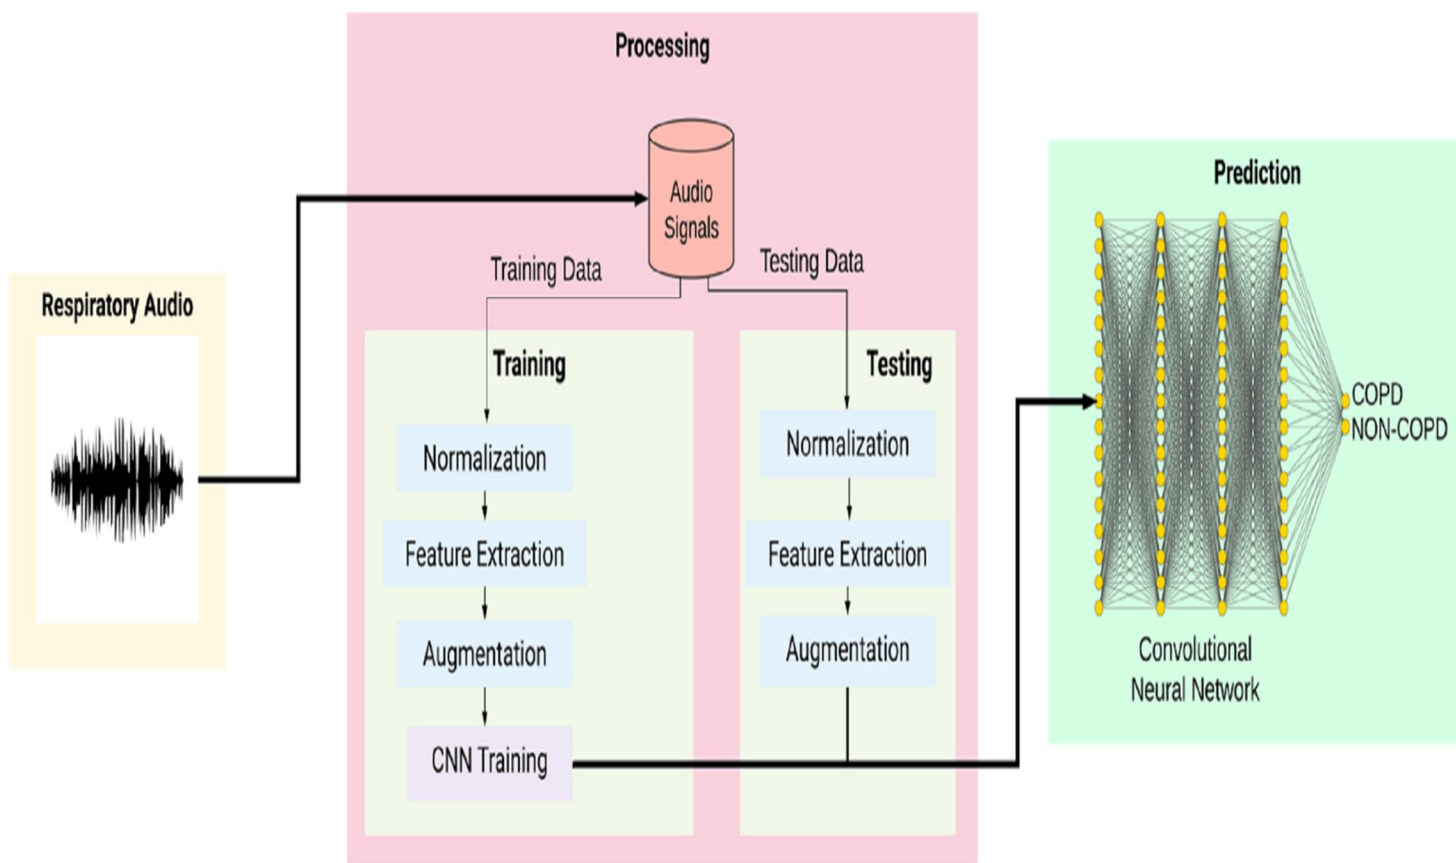 Processing
Audio
Signals
Training Data
Testing Data
Respiratory Audio
Training
Normalization
Feature Extraction
Augmentation
CNN Training
Testing
Normalization
Feature Extraction
Augmentation
Prediction
COPD
NON-COPD
Convolutional
Neural Network